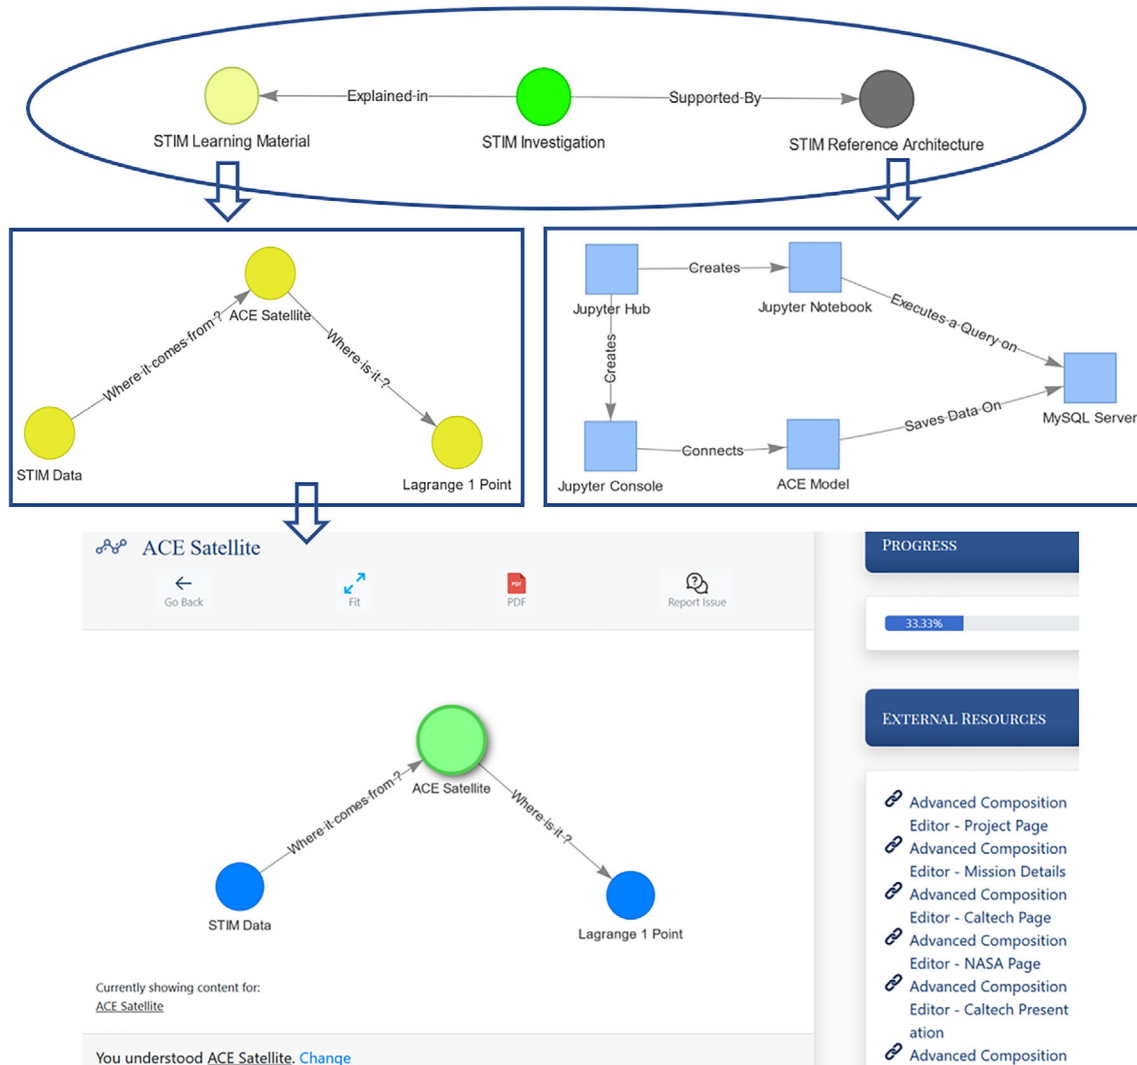 Explained in
Supported By
STIM Learning Material
STIM Investigation
STIM Reference Architecture
ACE Satellite
Where it comes from ?
Where is it ?
STIM Data
Lagrange 1 Point
Jupyter Hub
Creates
Jupyter Notebook
Executes a Query on
Creates
MySQL Server
Saves Data On
Connects
Jupyter Console
ACE Model
ACE Satellite
Go Back
Fit
PDF
PDF
Report Issue
ACE Satellite
Where it comes from ?
Where is it ?
STIM Data
Lagrange 1 Point
Currently showing content for:
ACE Satellite
You understood ACE Satellite. Change
PROGRESS
33.33%
EXTERNAL RESOURCES
Advanced Composition
Editor - Project Page
Advanced Composition
Editor - Mission Details
Advanced Composition
Editor - Caltech Page
Advanced Composition
Editor - NASA Page
Advanced Composition
Editor - Caltech Present
ation
Advanced Composition